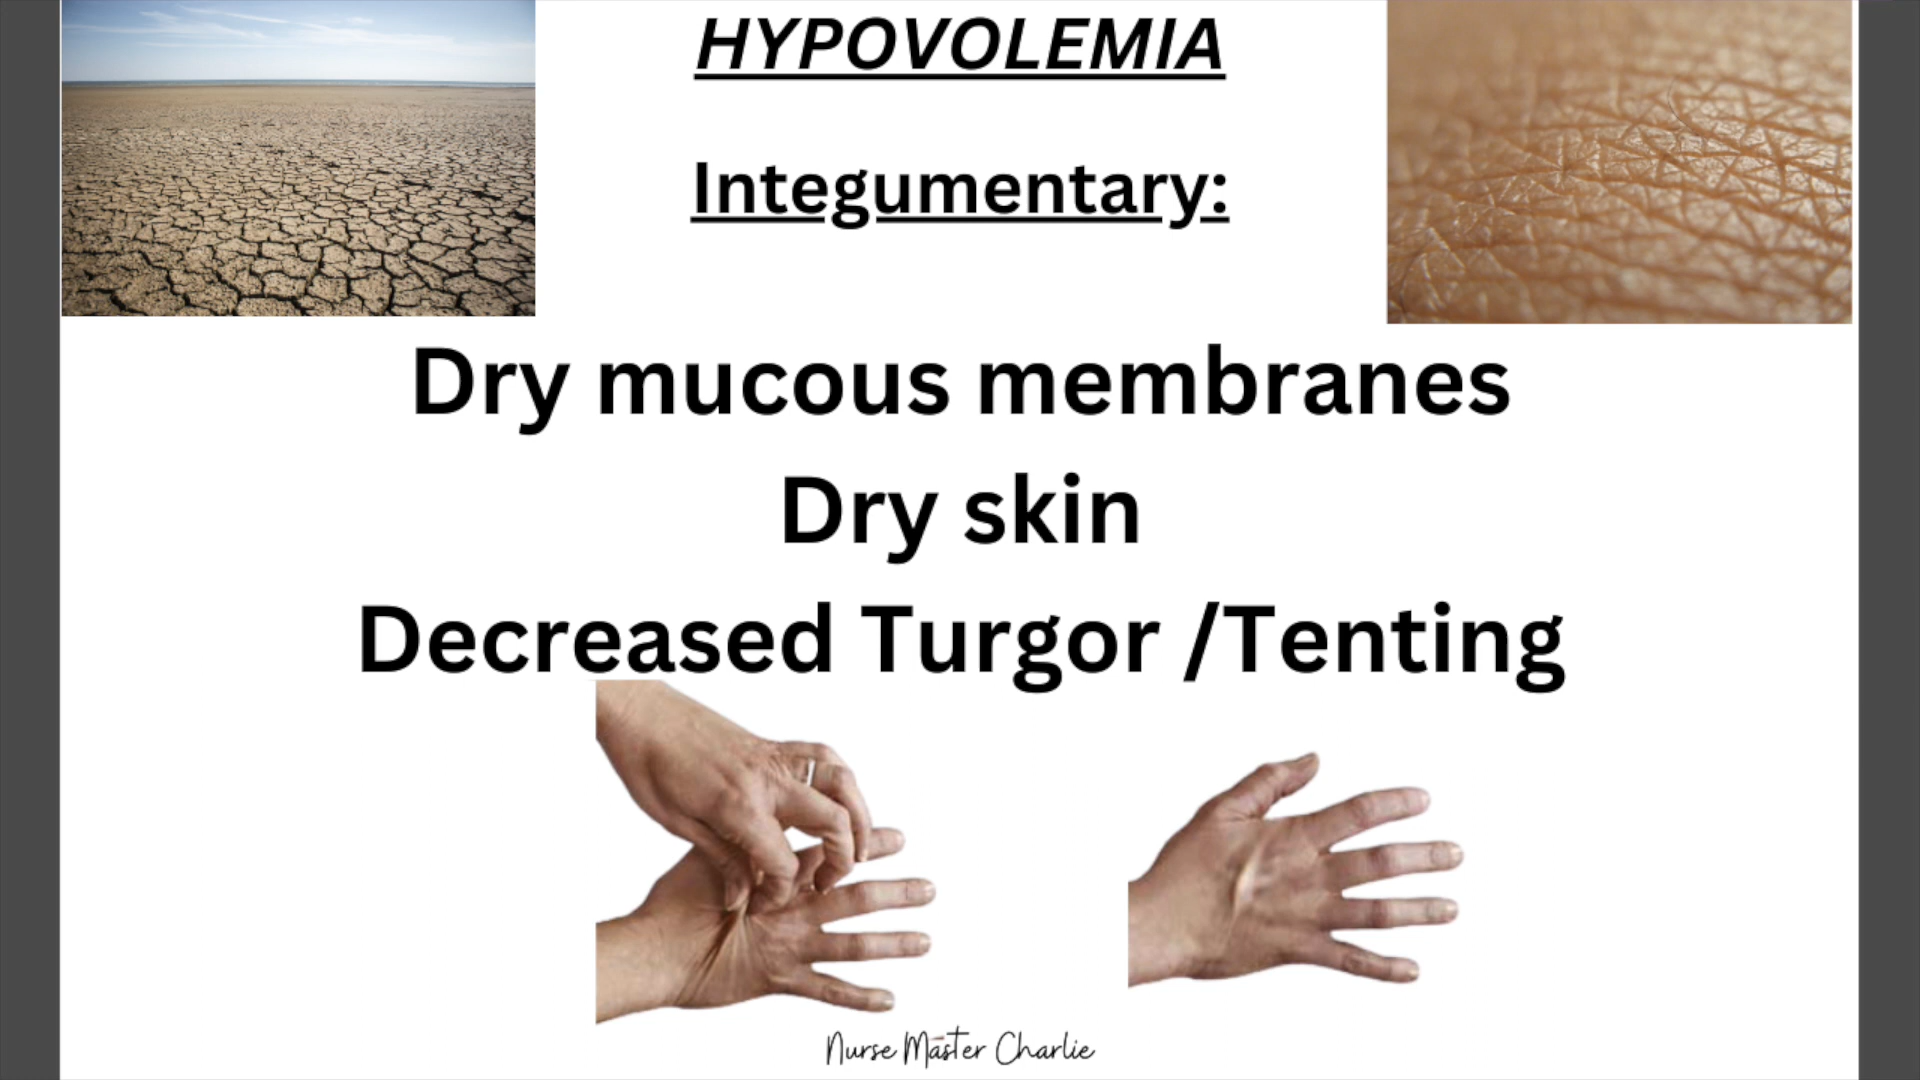 HYPOVOLEMIA
Integumentary:
Dry mucous membranes
Dry skin
Decreased Turgor /Tenting
Nurse Master Charlie